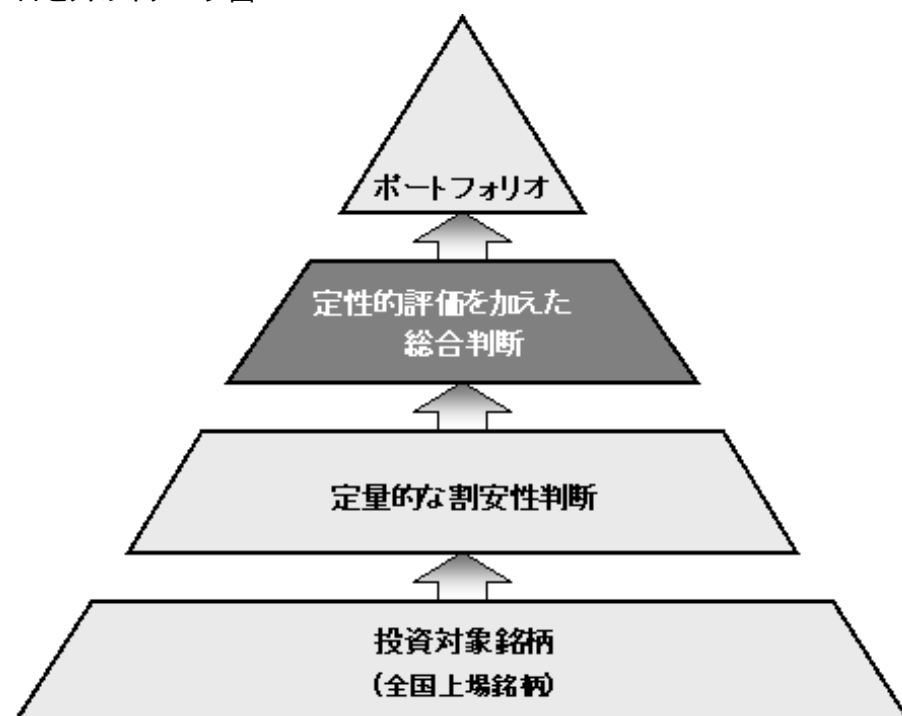 ポートフォリオ
定性的評価を加えた
総合判断
定量的な割安性判断
投資対象銘柄
(全国上場銘柄)